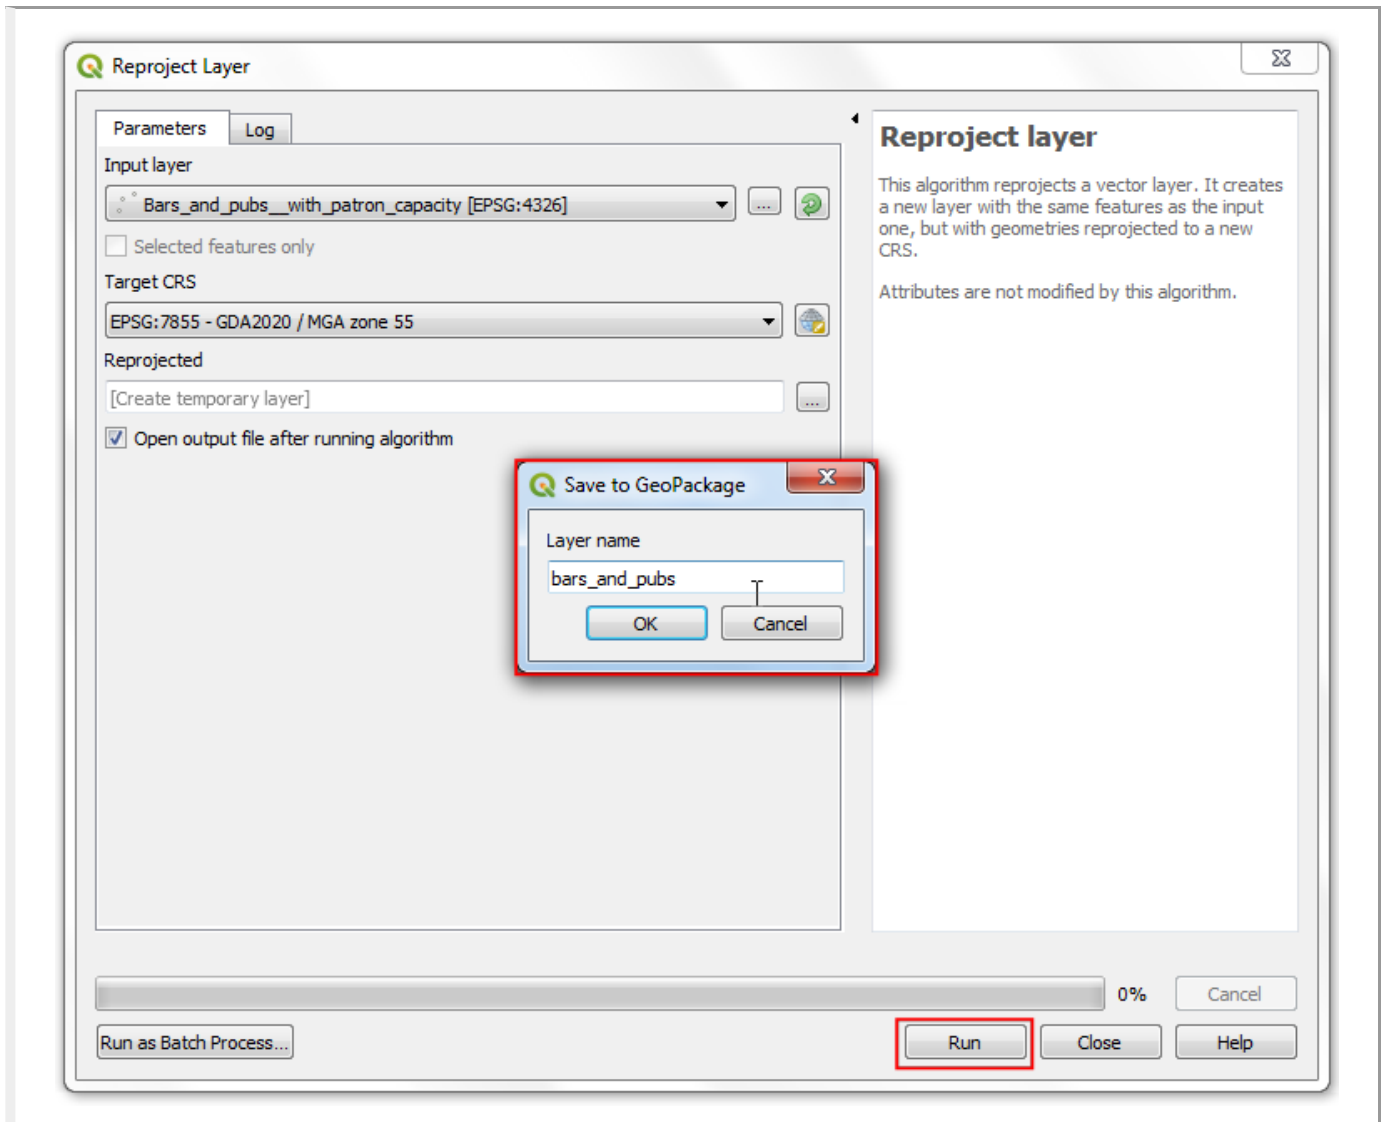 Reproject Layer
Parameters
Log
Input layer
Bars_and_pubs__with_patron_capacity [EPSG:4326]
...
Selected features only
Target CRS
EPSG:7855 - GDA2020 / MGA zone 55
Reprojected
[Create temporary layer]
...
Open output file after running algorithm
Reproject layer
This algorithm reprojects a vector layer. It creates
a new layer with the same features as the input
one, but with geometries reprojected to a new
CRS.
Attributes are not modified by this algorithm.
Save to GeoPackage
Layer name
bars_and_pubs
OK
Cancel
0%
Cancel
Run as Batch Process...
Run
Close
Help